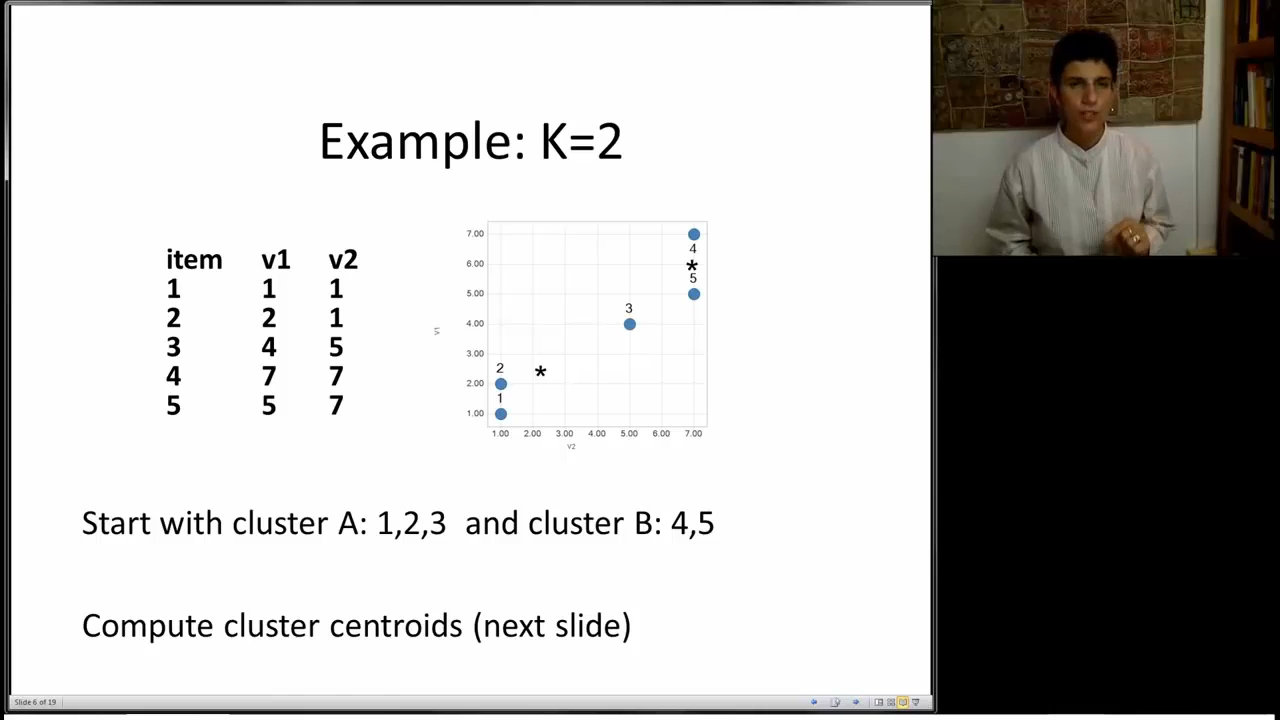 Example: K=2
item v1 v2
1 1 1
2 2 1
3 4 5
4 7 7
5 5 7
7.00
6.00
5.00
4.00
3.00
2.00
1.00
V1
4
*
5
3
2
*
1
1.00 2.00 3.00 4.00 5.00 6.00 7.00
V2
Start with cluster A: 1,2,3 and cluster B: 4,5
Compute cluster centroids (next slide)
Slide 6 of 19